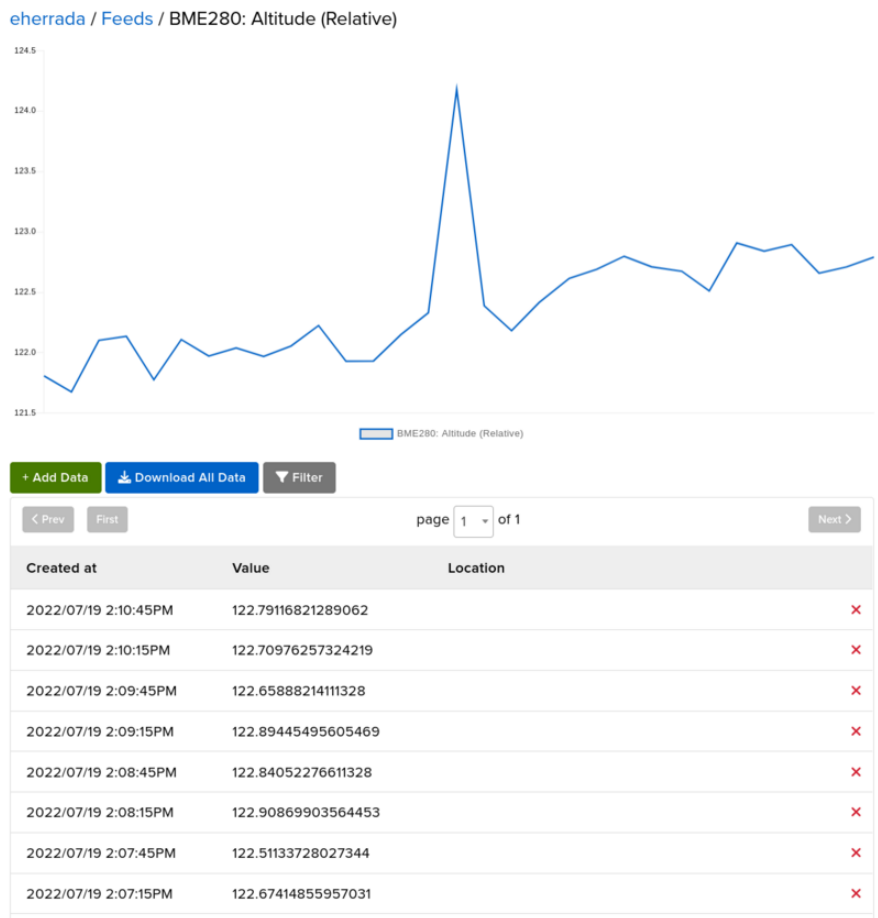 eherrada / Feeds / BME280: Altitude (Relative)
124.5
124.0
123.5
123.0
122.5
122.0
121.5
BME280: Altitude (Relative)
+ Add Data Download All Data Filter
< Prev First page 1 of 1 Next >
Created at Value Location
2022/07/19 2:10:45PM 122.79116821289062
2022/07/19 2:10:15PM 122.70976257324219
2022/07/19 2:09:45PM 122.65888214111328
2022/07/19 2:09:15PM 122.89445495605469
2022/07/19 2:08:45PM 122.84052276611328
2022/07/19 2:08:15PM 122.90869903564453
2022/07/19 2:07:45PM 122.51133728027344
2022/07/19 2:07:15PM 122.67414855957031